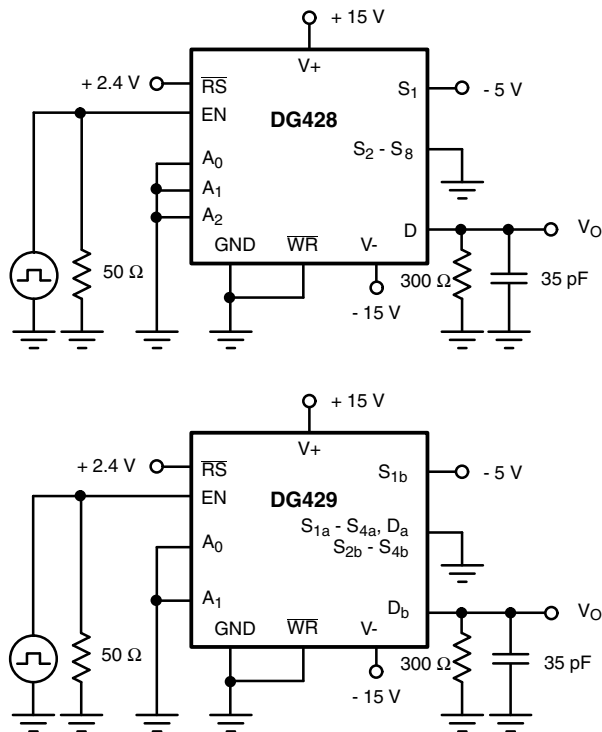 + 15 V
V+
+ 2.4 V
RS
S1
- 5 V
EN
DG428
S2 - S8
A0
A1
A2
D
VO
GND
WR
V-
50 Ω
300 Ω
35 pF
- 15 V
+ 15 V
V+
+ 2.4 V
RS
S1b
- 5 V
EN
DG429
S1a - S4a, Da
S2b - S4b
A0
A1
Db
VO
GND
WR
V-
50 Ω
300 Ω
35 pF
- 15 V